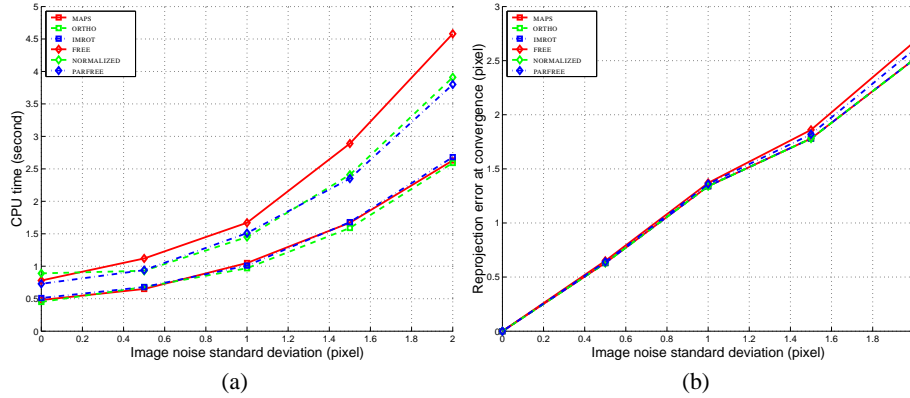 MAPS
ORTHO
IMROT
FREE
NORMALIZED
PARFREE
5
4.5
4
3.5
3
2.5
2
1.5
1
0.5
0
CPU time (second)
0 0.2 0.4 0.6 0.8 1 1.2 1.4 1.6 1.8 2
Image noise standard deviation (pixel)
(a)
MAPS
ORTHO
IMROT
FREE
NORMALIZED
PARFREE
3
2.5
2
1.5
1
0.5
0
Reprojection error at convergence (pixel)
0 0.2 0.4 0.6 0.8 1 1.2 1.4 1.6 1.8
Image noise standard deviation (pixel)
(b)